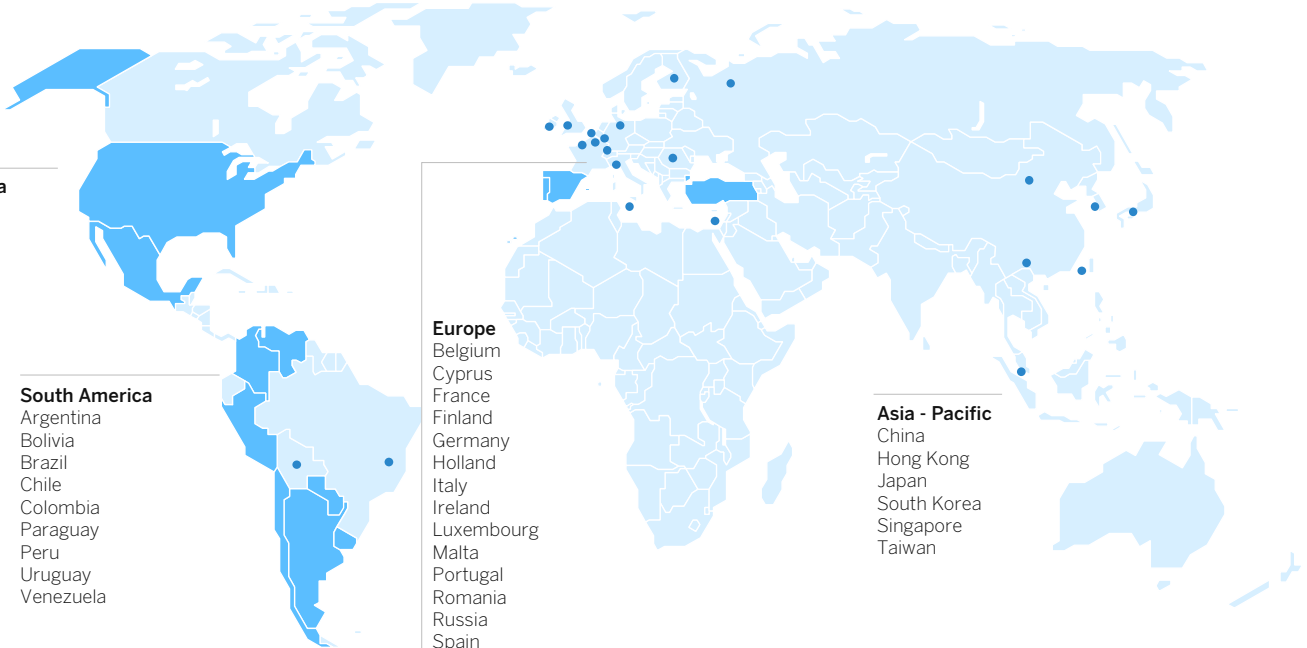 a
South America
Argentina
Bolivia
Brazil
Chile
Colombia
Paraguay
Peru
Uruguay
Venezuela
Europe
Belgium
Cyprus
France
Finland
Germany
Holland
Italy
Ireland
Luxembourg
Malta
Portugal
Romania
Russia
Spain
Asia - Pacific
China
Hong Kong
Japan
South Korea
Singapore
Taiwan